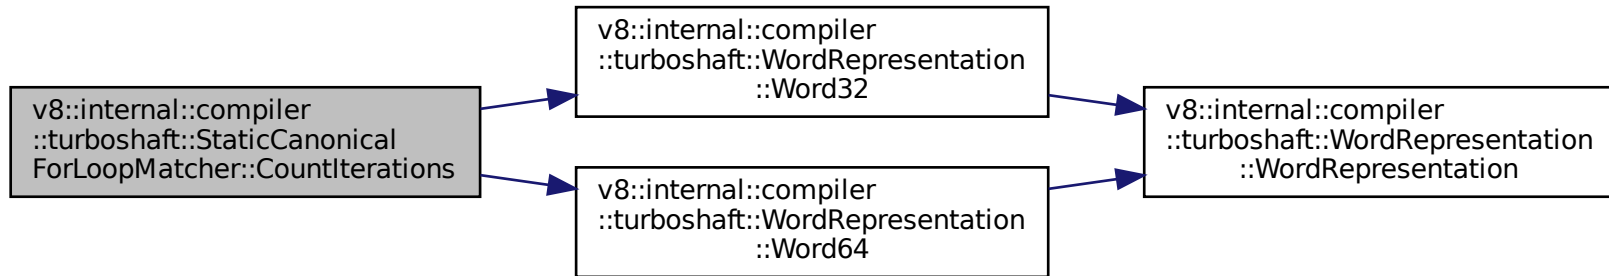 v8::internal::compiler
::turboshaft::StaticCanonical
ForLoopMatcher::CountIterations
v8::internal::compiler
::turboshaft::WordRepresentation
::Word32
v8::internal::compiler
::turboshaft::WordRepresentation
::Word64
v8::internal::compiler
::turboshaft::WordRepresentation
::WordRepresentation